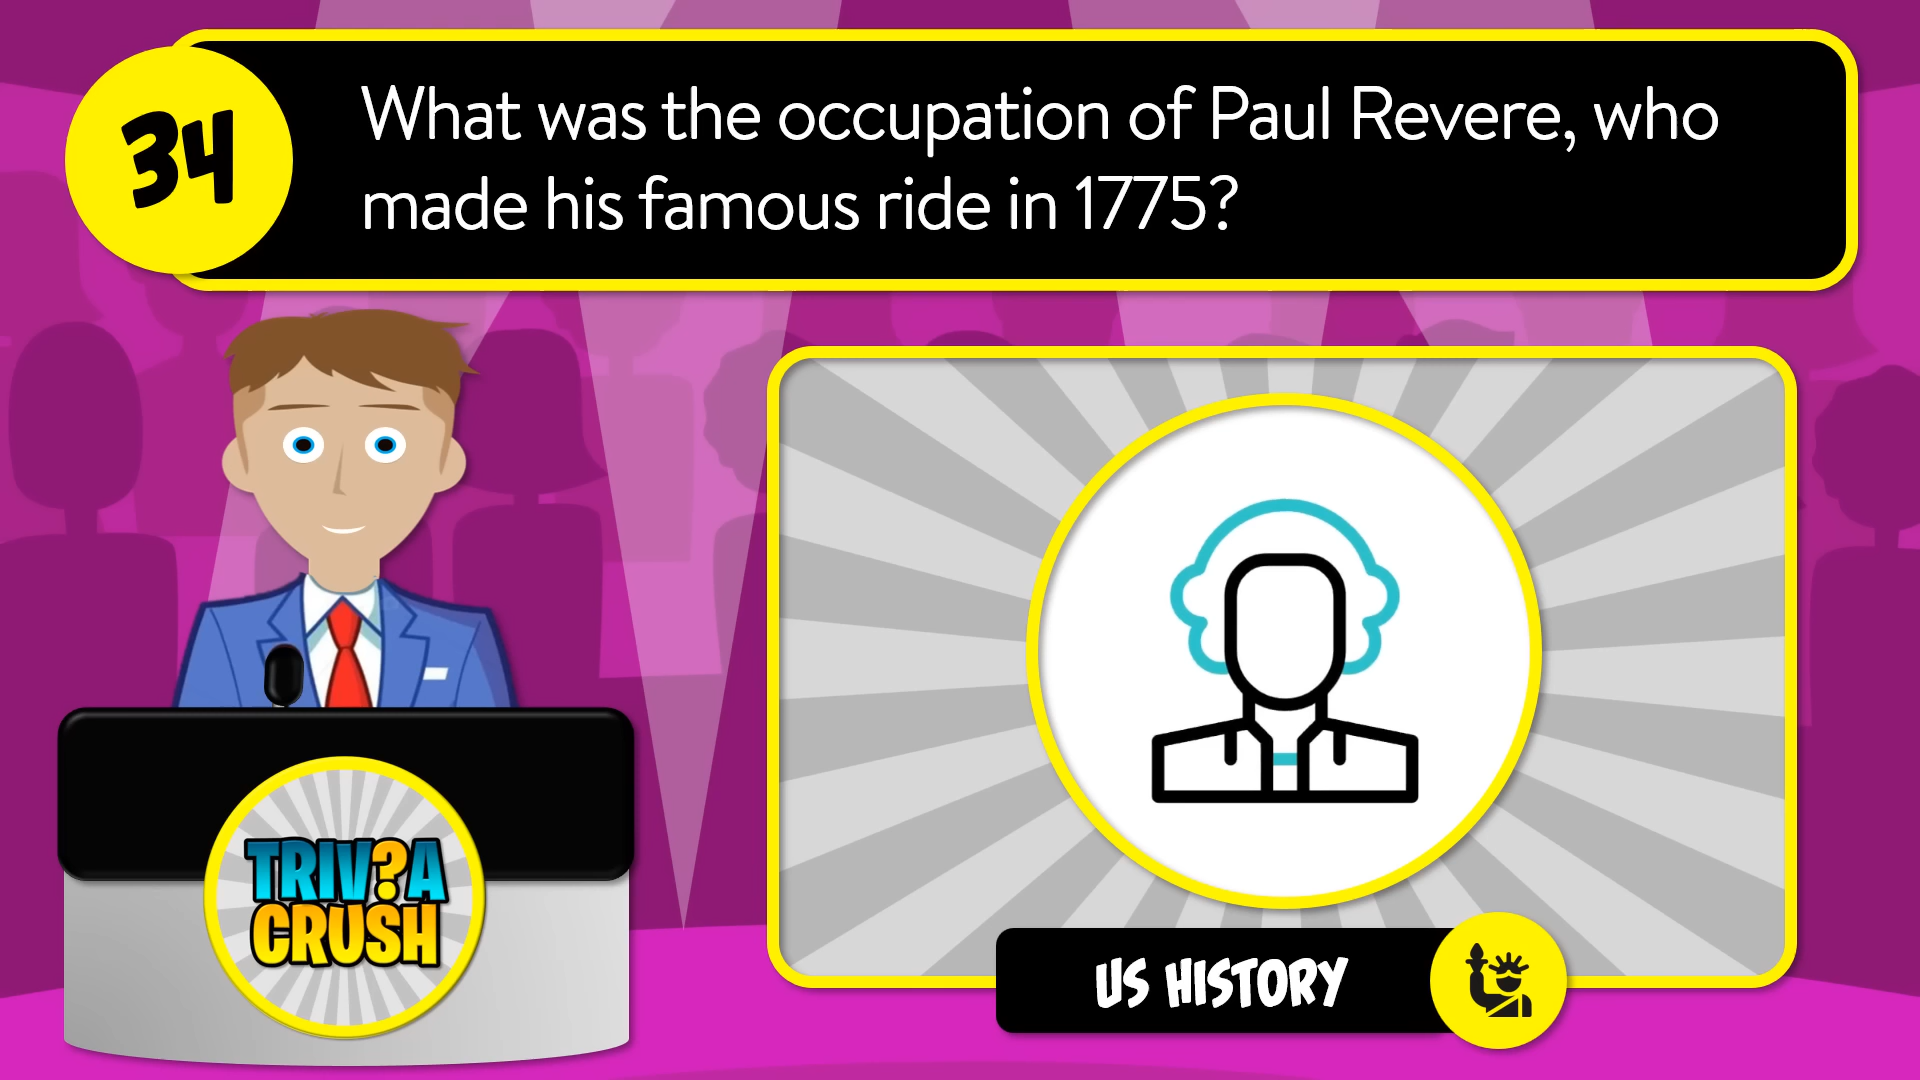 34
What was the occupation of Paul Revere, who
made his famous ride in 1775?
TRIV?A
CRUSH
US HISTORY